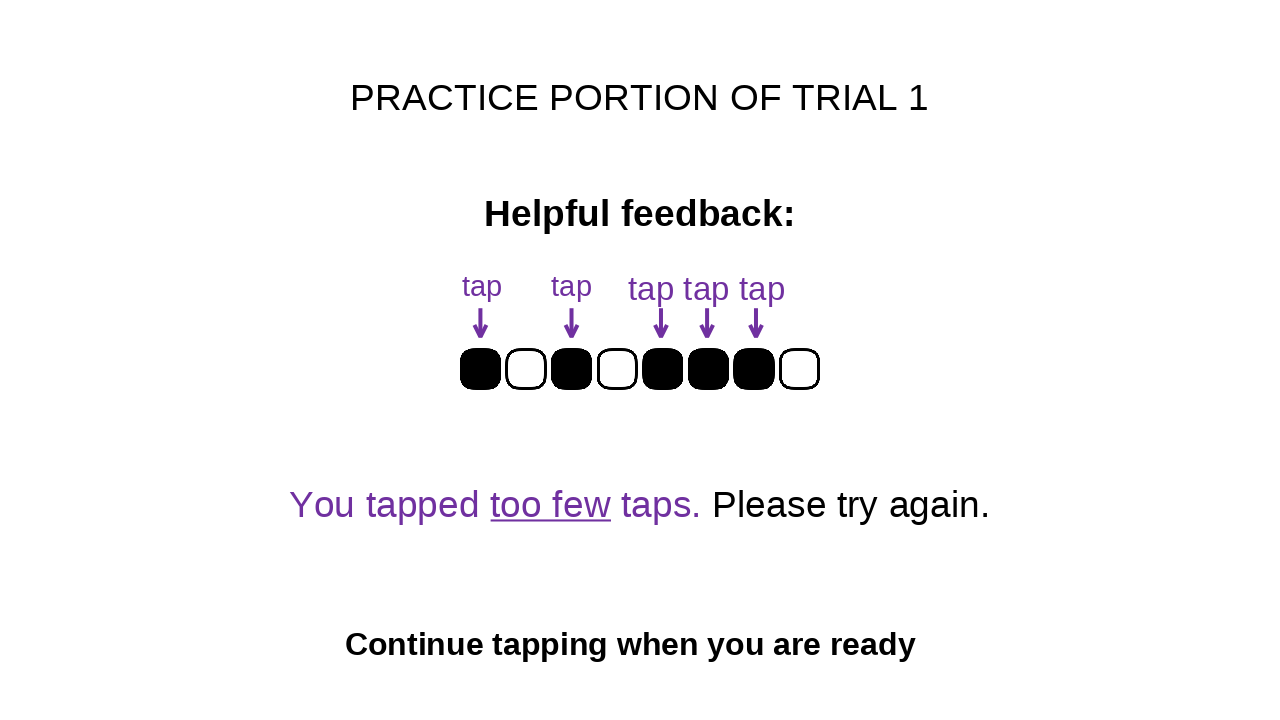 PRACTICE PORTION OF TRIAL 1
Helpful feedback:
tap tap tap tap tap
You tapped too few taps. Please try again.
Continue tapping when you are ready